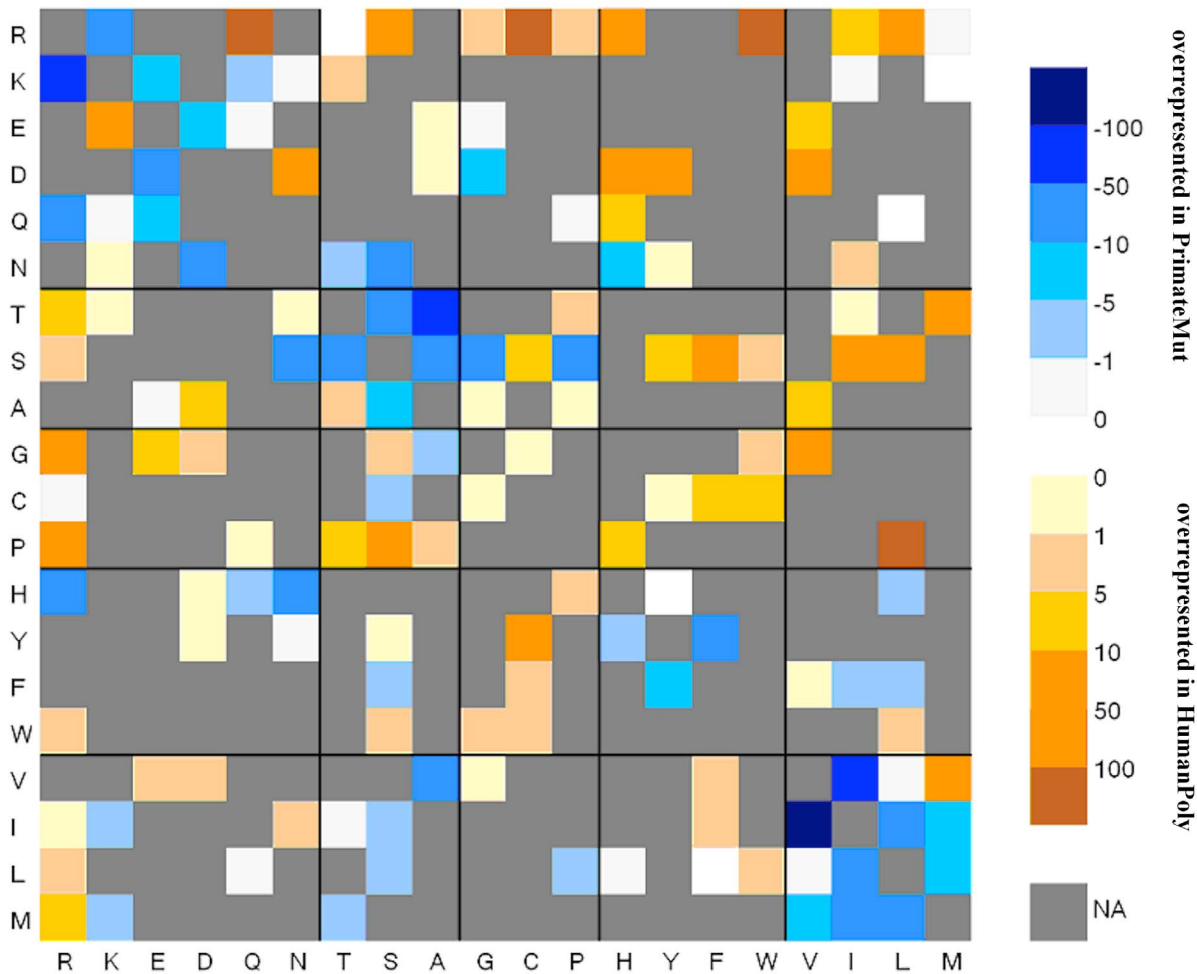 R
K
E
D
Q
N
T
S
A
G
C
P
H
Y
F
W
V
I
L
M
R K E D Q N T S A G C P H Y F W V I L M
-100
-50
-10
-5
-1
0
0
1
5
10
50
100
NA
overrepresented in PrimateMut
overrepresented in HumanPoly